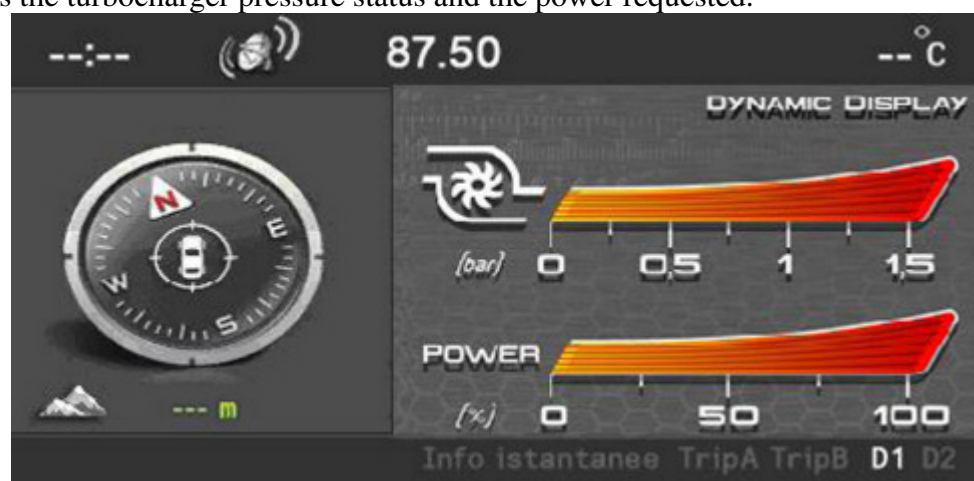 s the turbocharger pressure status and the power requested.
--:-- 87.50 -- °C
DYNAMIC DISPLAY
N
E
W
S
(bar) 0 0,5 1 1,5
POWER
(%) 0 50 100
--- m
Info istantanee TripA TripB D1 D2